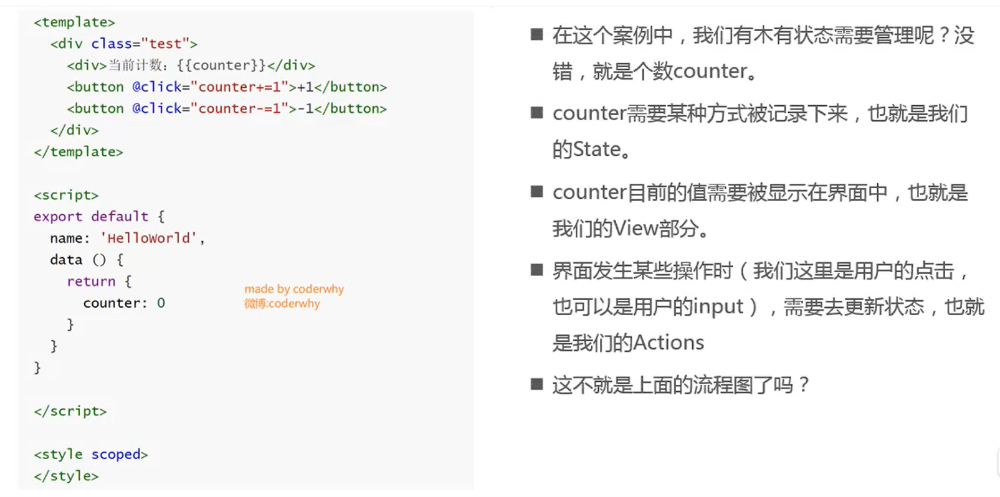 <template>
  <div class="test">
    <div>当前计数：{{counter}}</div>
    <button @click="counter+=1">+1</button>
    <button @click="counter-=1">-1</button>
  </div>
</template>
<script>
export default {
  name: 'HelloWorld',
  data () {
    return {
      counter: 0
    }
  }
}
</script>
<style scoped>
</style>
made by coderwhy
微博:coderwhy
■ 在这个案例中，我们有木有状态需要管理呢？没
错，就是个数counter。
■ counter需要某种方式被记录下来，也就是我们
的State。
■ counter目前的值需要被显示在界面中，也就是
我们的View部分。
■ 界面发生某些操作时（我们这里是用户的点击，
也可以是用户的input），需要去更新状态，也就
是我们的Actions
■ 这不就是上面的流程图了吗？